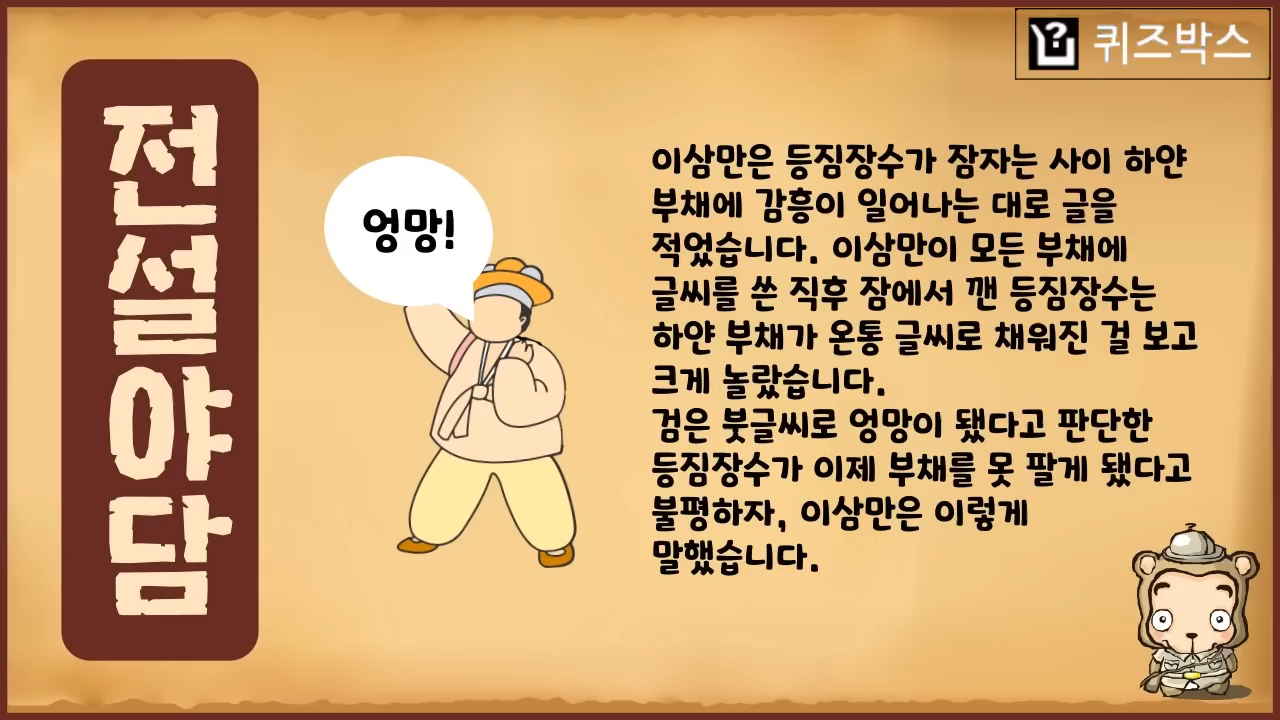 퀴즈박스
전설야담
엉망!
이삼만은 등짐장수가 잠자는 사이 하얀
부채에 감흥이 일어나는 대로 글을
적었습니다. 이삼만이 모든 부채에
글씨를 쓴 직후 잠에서 깬 등짐장수는
하얀 부채가 온통 글씨로 채워진 걸 보고
크게 놀랐습니다.
검은 붓글씨로 엉망이 됐다고 판단한
등짐장수가 이제 부채를 못 팔게 됐다고
불평하자, 이삼만은 이렇게
말했습니다.